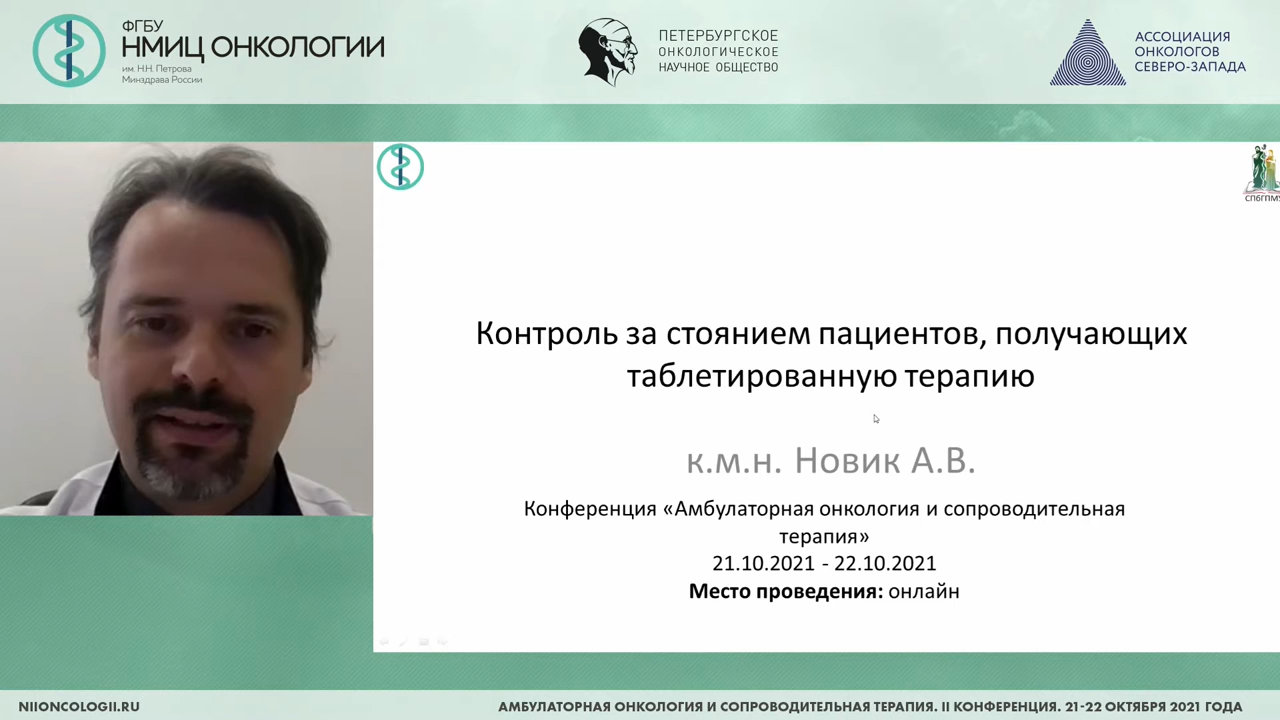 ФГБУ
НМИЦ ОНКОЛОГИИ
им. Н.Н. Петрова
Минздрава России
ПЕТЕРБУРГСКОЕ
ОНКОЛОГИЧЕСКОЕ
НАУЧНОЕ ОБЩЕСТВО
АССОЦИАЦИЯ
ОНКОЛОГОВ
СЕВЕРО-ЗАПАДА
СПбГПМУ
Контроль за стоянием пациентов, получающих
таблетированную терапию
к.м.н. Новик А.В.
Конференция «Амбулаторная онкология и сопроводительная
терапия»
21.10.2021 - 22.10.2021
Место проведения: онлайн
NIIONCOLOGII.RU
АМБУЛАТОРНАЯ ОНКОЛОГИЯ И СОПРОВОДИТЕЛЬНАЯ ТЕРАПИЯ. II КОНФЕРЕНЦИЯ. 21-22 ОКТЯБРЯ 2021 ГОДА